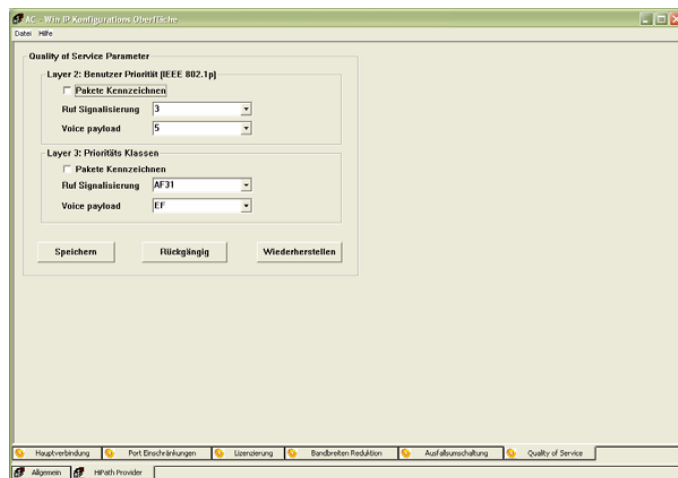 AC - Win IP Konfigurations Oberfläche
Datei Hilfe
Quality of Service Parameter
Layer 2: Benutzer Priorität (IEEE 802.1p)
Pakete Kennzeichnen
Ruf Signalisierung 3
Voice payload 5
Layer 3: Prioritäts Klassen
Pakete Kennzeichnen
Ruf Signalisierung AF31
Voice payload EF
Speichern Rückgängig Wiederherstellen
Hauptverbindung Port Einschränkungen Lizenzierung Bandbreiten Reduktion Ausfallsumschaltung Quality of Service
Allgemein HiPath Provider